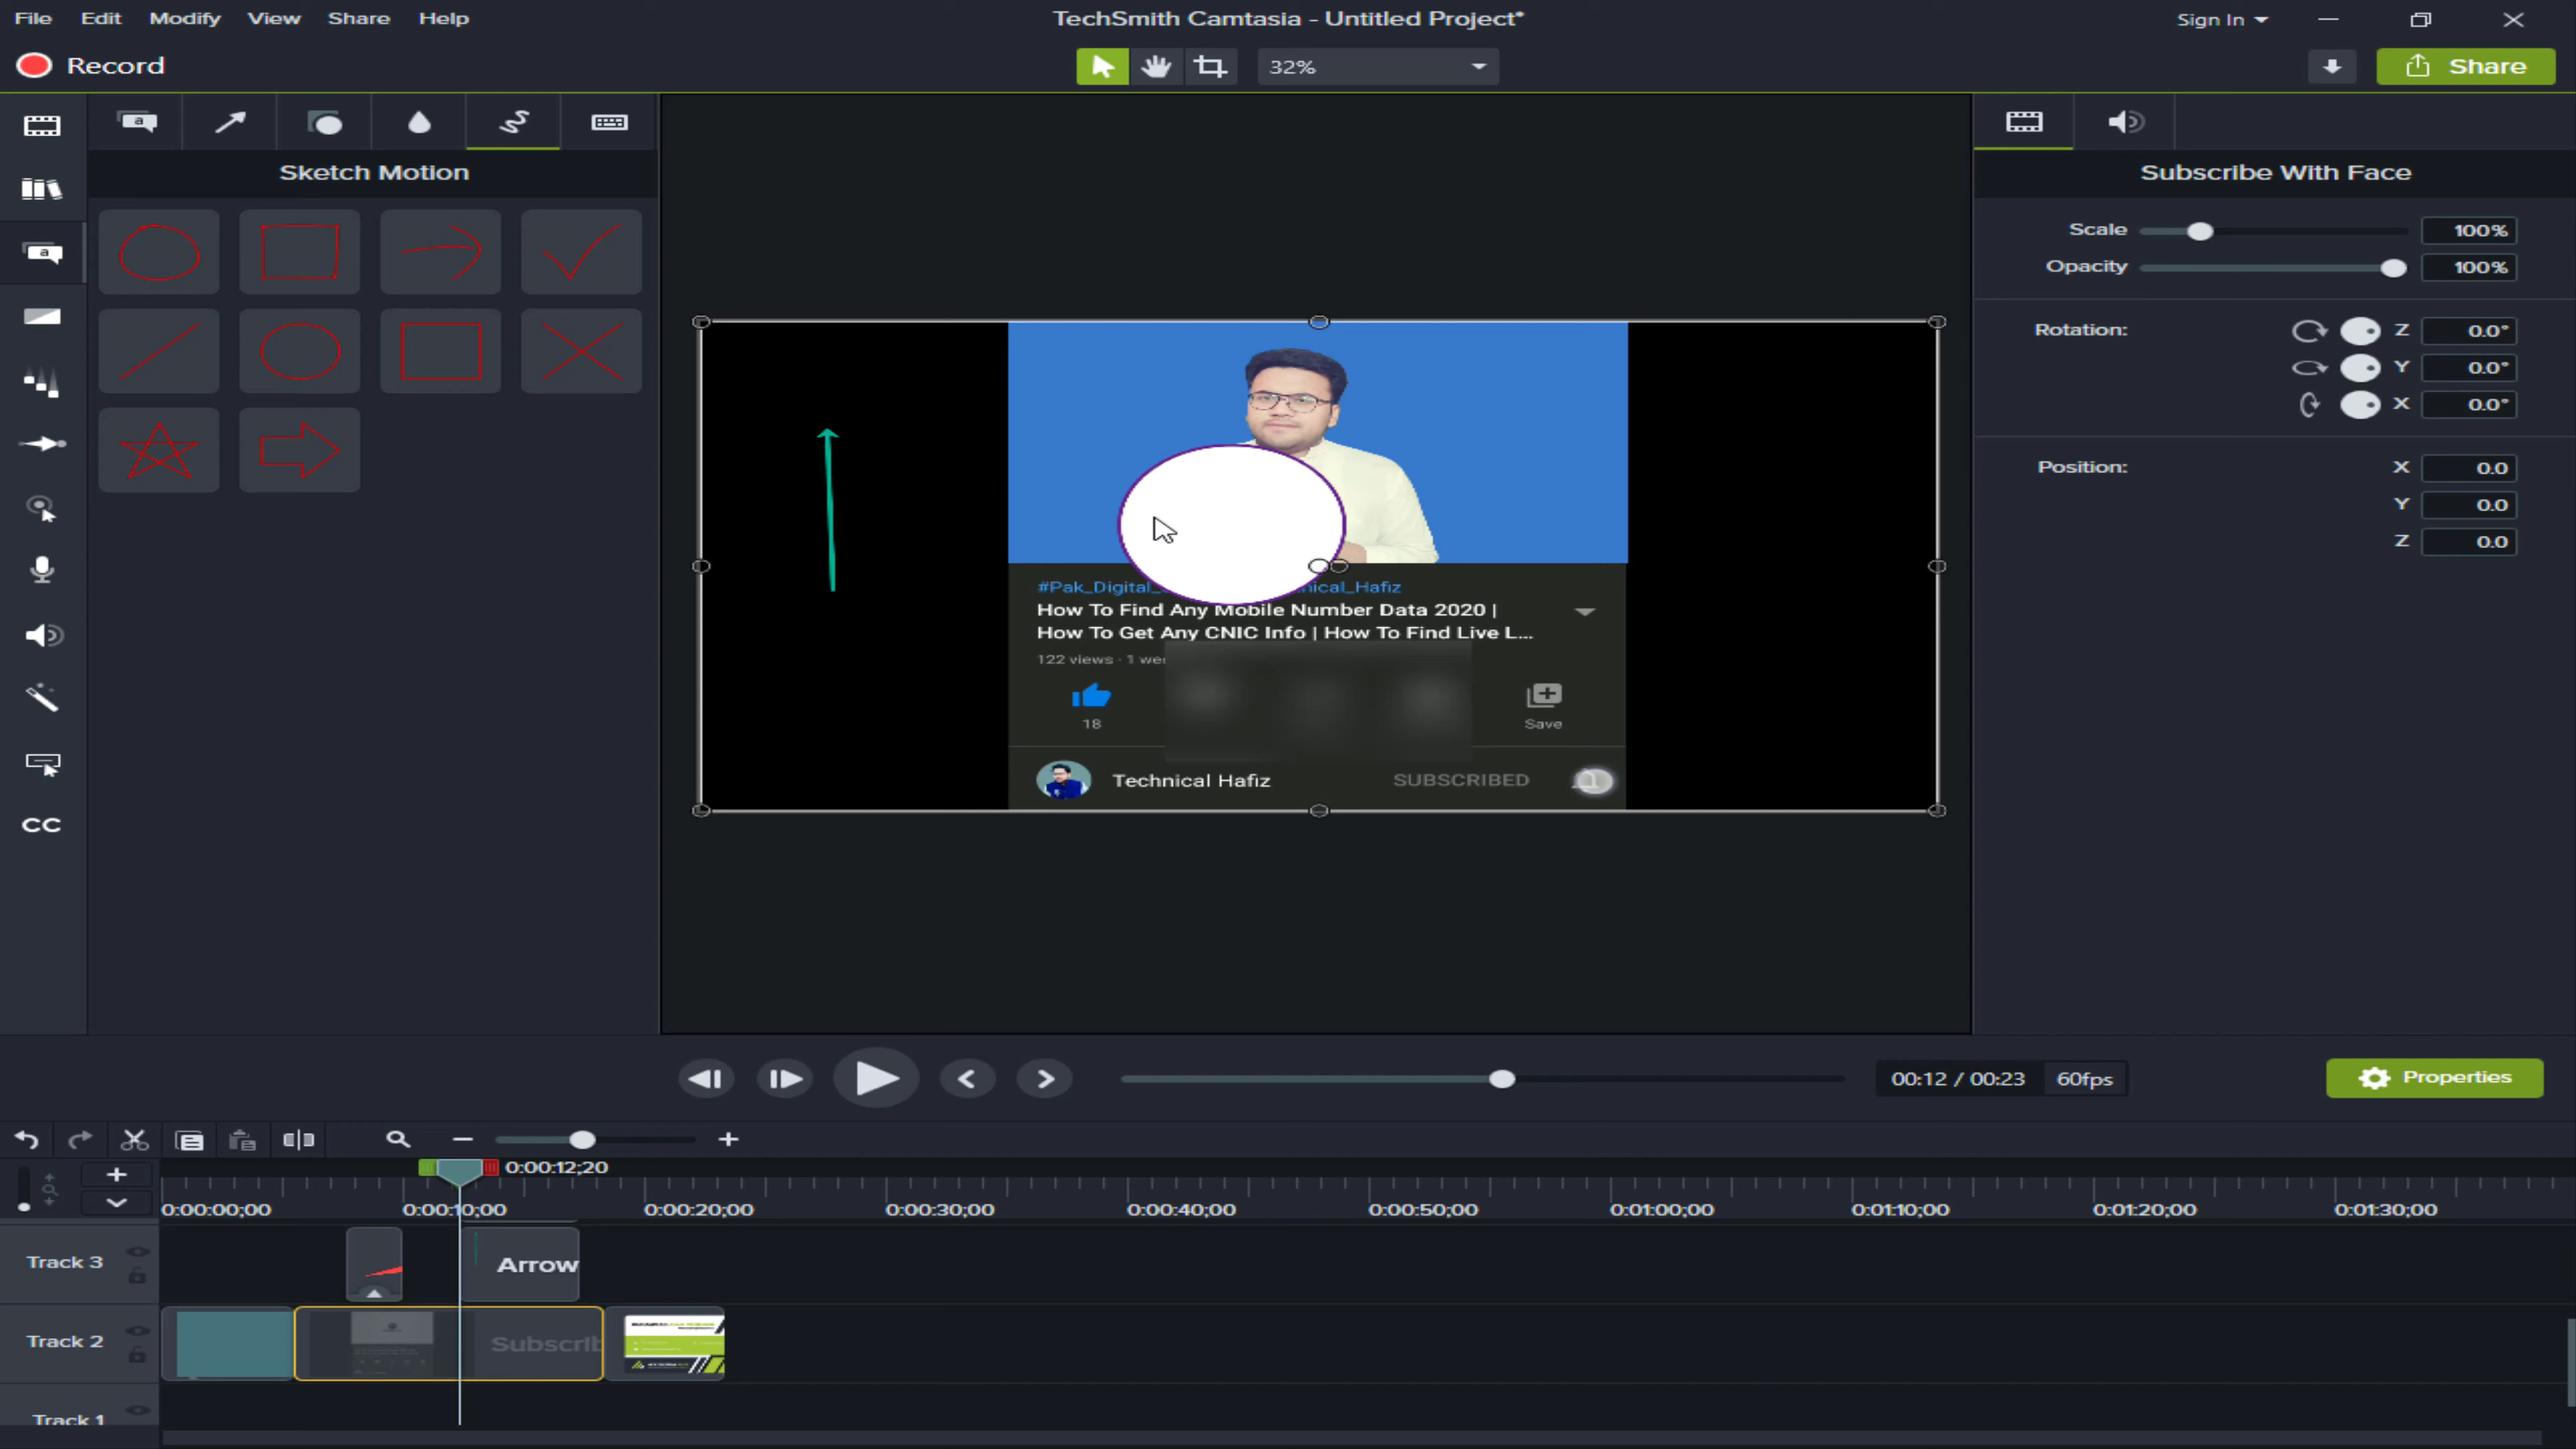 File Edit Modify View Share Help
TechSmith Camtasia - Untitled Project*
Sign In
Record
32%
Share
Sketch Motion
Subscribe With Face
Scale 100%
Opacity 100%
Rotation: Z 0.0°
Y 0.0°
X 0.0°
Position: X 0.0
Y 0.0
Z 0.0
a
a
CC
#Pak_Digital_ nical_Hafiz
How To Find Any Mobile Number Data 2020 |
How To Get Any CNIC Info | How To Find Live L...
122 views · 1 wee
18
Save
Technical Hafiz SUBSCRIBED
00:12 / 00:23 60fps
Properties
0:00:12;20
0:00:00;00 0:00:10;00 0:00:20;00 0:00:30;00 0:00:40;00 0:00:50;00 0:01:00;00 0:01:10;00 0:01:20;00 0:01:30;00
Track 3
Arrow
Track 2
Subscrib
Track 1